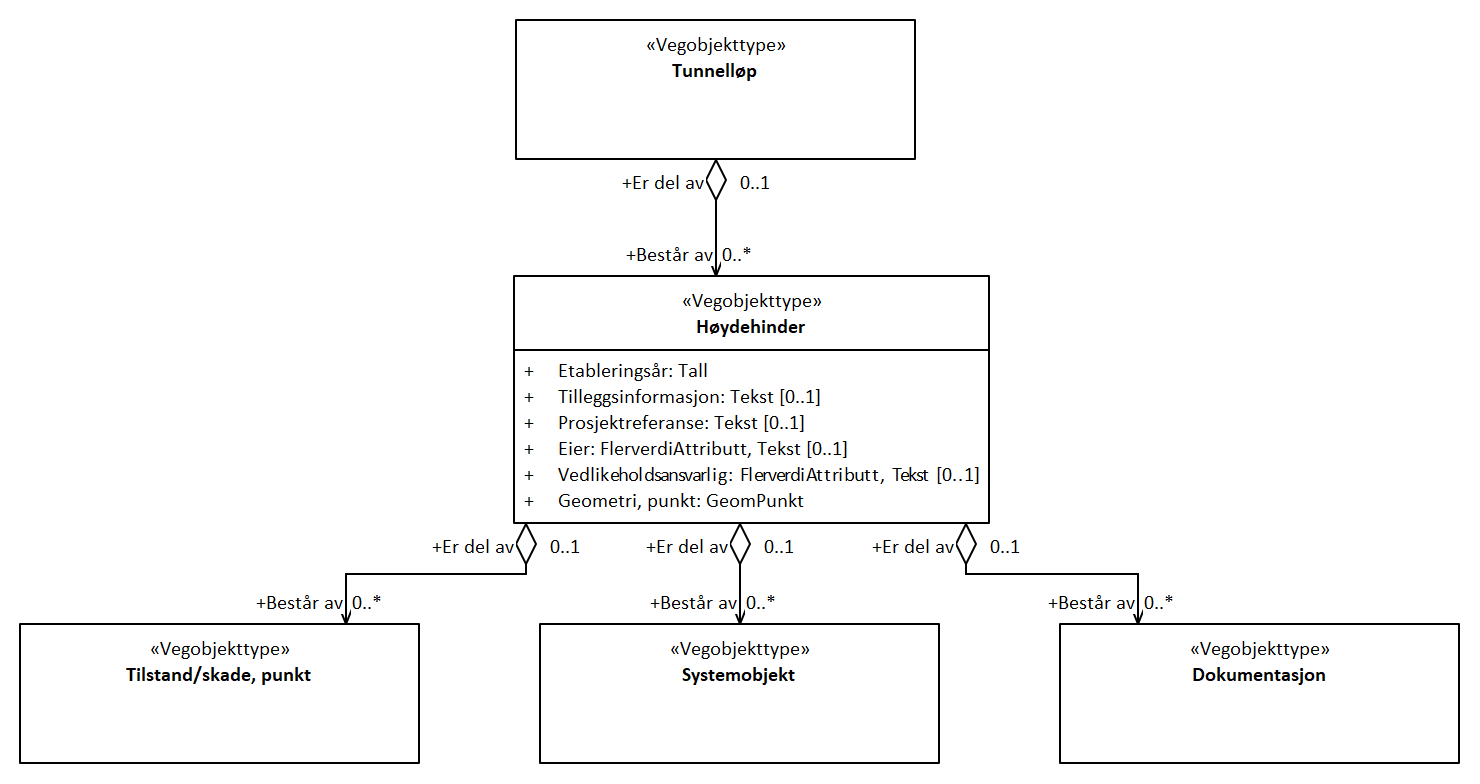 «Vegobjekttype»
Tunnelløp
+Er del av 0..1
+Består av 0..*
«Vegobjekttype»
Høydehinder
+ Etableringsår: Tall
+ Tilleggsinformasjon: Tekst [0..1]
+ Prosjektreferanse: Tekst [0..1]
+ Eier: FlerverdiAttributt, Tekst [0..1]
+ Vedlikeholdsansvarlig: FlerverdiAttributt, Tekst [0..1]
+ Geometri, punkt: GeomPunkt
+Er del av 0..1 +Er del av 0..1 +Er del av 0..1
+Består av 0..* +Består av 0..* +Består av 0..*
«Vegobjekttype»
Tilstand/skade, punkt
«Vegobjekttype»
Systemobjekt
«Vegobjekttype»
Dokumentasjon